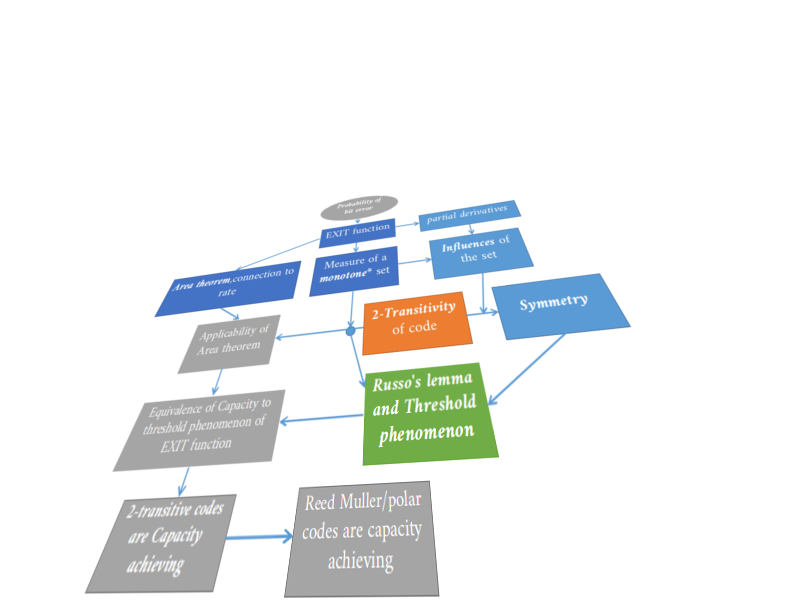 Probability of
bit error
partial derivatives
EXIT function
Influences of
the set
Measure of a
monotone* set
Area theorem,connection to
rate
2-Transitivity
of code
Symmetry
Applicability of
Area theorem
Russo's lemma
and Threshold
phenomenon
Equivalence of Capacity to
threshold phenomenon of
EXIT function
2-transitive codes
are Capacity
achieving
Reed Muller/polar
codes are capacity
achieving